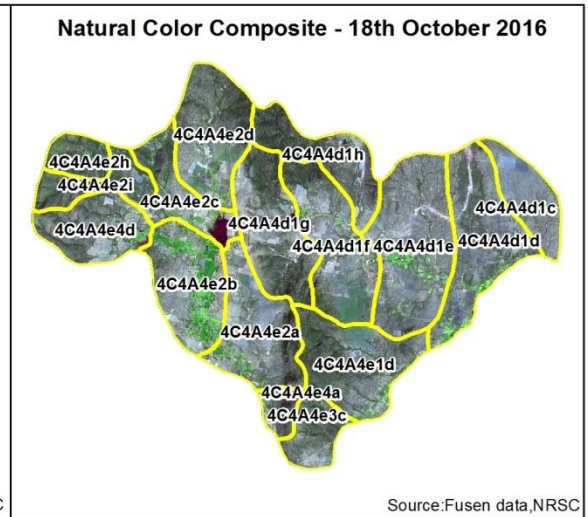 Natural Color Composite - 18th October 2016
4C4A4e2d
4C4A4d1h
4C4A4e2h
4C4A4e2i
4C4A4e2c
4C4A4d1c
4C4A4e4d
4C4A4d1g
4C4A4d1f
4C4A4d1e
4C4A4d1d
4C4A4e2b
4C4A4e2a
4C4A4e1d
4C4A4e4a
4C4A4e3c
C
Source:Fusen data,NRSC